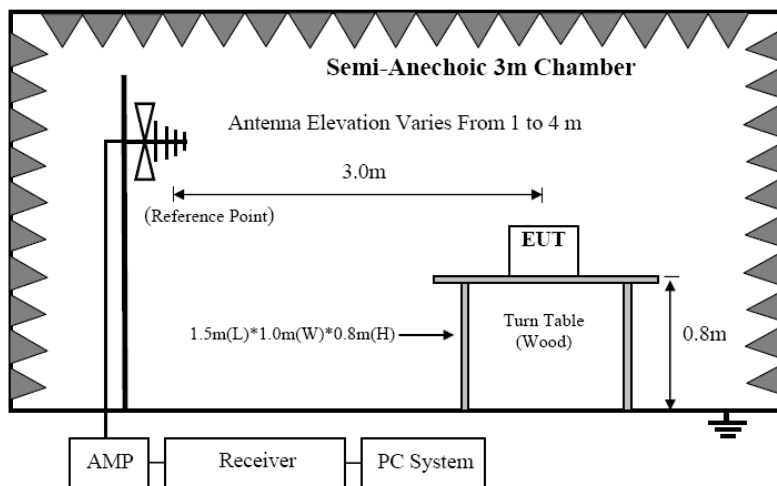 Semi-Anechoic 3m Chamber
Antenna Elevation Varies From 1 to 4 m
3.0m
(Reference Point)
EUT
1.5m(L)*1.0m(W)*0.8m(H)
Turn Table
(Wood)
0.8m
AMP
Receiver
PC System